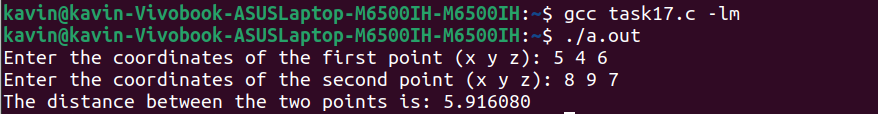 kavin@kavin-Vivobook-ASUSLaptop-M6500IH-M6500IH:~$ gcc task17.c -lm
kavin@kavin-Vivobook-ASUSLaptop-M6500IH-M6500IH:~$ ./a.out
Enter the coordinates of the first point (x y z): 5 4 6
Enter the coordinates of the second point (x y z): 8 9 7
The distance between the two points is: 5.916080